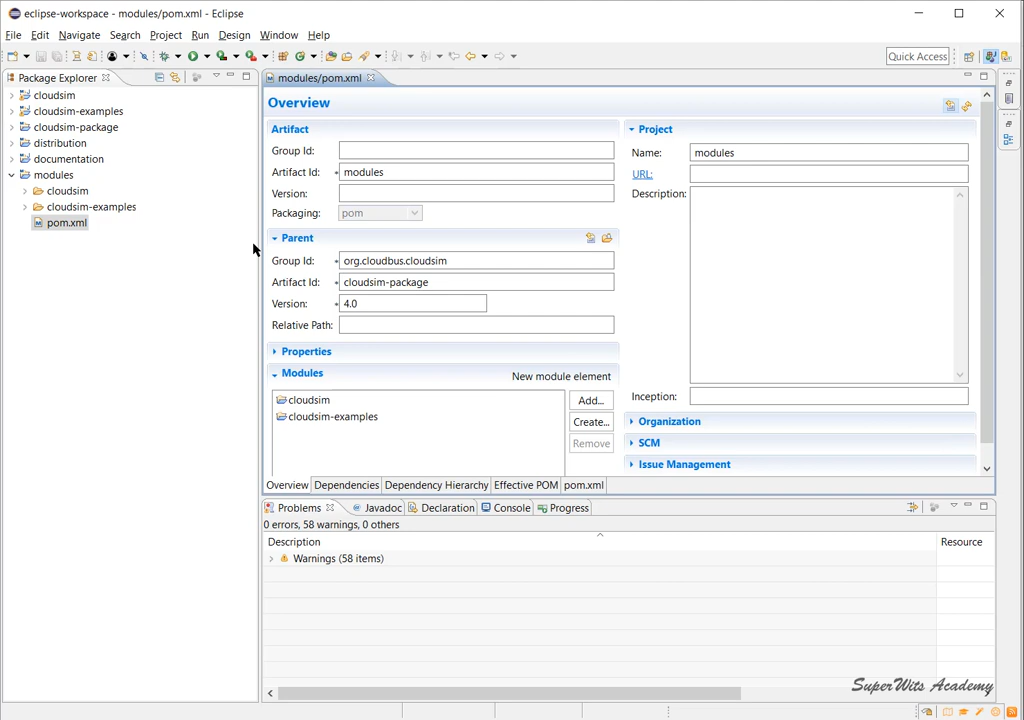 eclipse-workspace - modules/pom.xml - Eclipse
File Edit Navigate Search Project Run Design Window Help
Quick Access
Package Explorer
cloudsim
cloudsim-examples
cloudsim-package
distribution
documentation
modules
cloudsim
cloudsim-examples
pom.xml
modules/pom.xml
Overview
Artifact
Group Id:
Artifact Id: modules
Version:
Packaging: pom
Parent
Group Id: org.cloudbus.cloudsim
Artifact Id: cloudsim-package
Version: 4.0
Relative Path:
Properties
Modules New module element
cloudsim
cloudsim-examples
Add...
Create...
Remove
Project
Name: modules
URL:
Description:
Inception:
Organization
SCM
Issue Management
Overview Dependencies Dependency Hierarchy Effective POM pom.xml
Problems Javadoc Declaration Console Progress
0 errors, 58 warnings, 0 others
Description Resource
Warnings (58 items)
SuperWits Academy